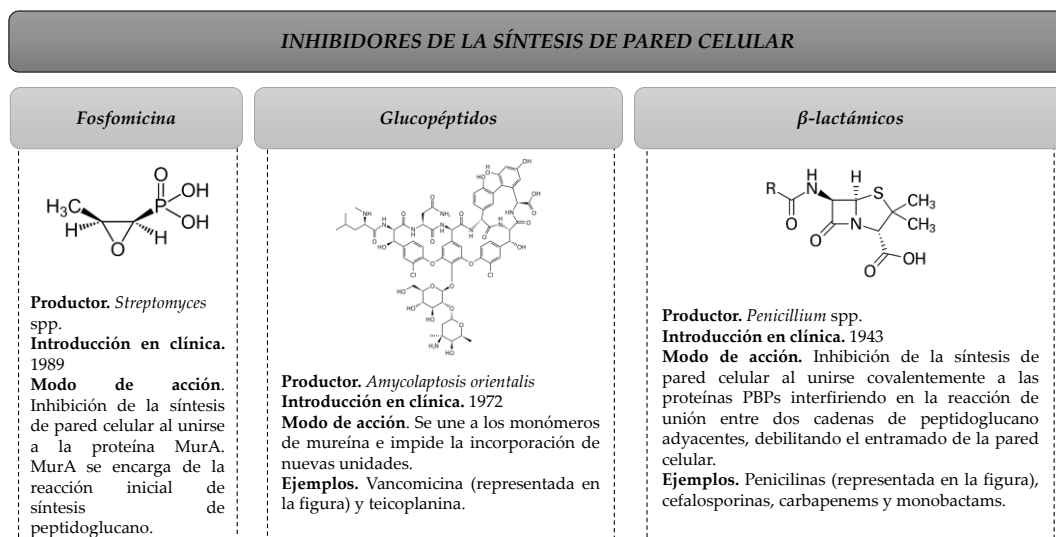 INHIBIDORES DE LA SÍNTESIS DE PARED CELULAR
Fosfomicina
H₃C
O
P
OH
OH
H
H
O
Productor. Streptomyces
spp.
Introducción en clínica.
1989
Modo de acción.
Inhibición de la síntesis
de pared celular al unirse
a la proteína MurA.
MurA se encarga de la
reacción inicial de
síntesis de
peptidoglucano.
Glucopéptidos
Productor. Amycolaptosis orientalis
Introducción en clínica. 1972
Modo de acción. Se une a los monómeros
de mureína e impide la incorporación de
nuevas unidades.
Ejemplos. Vancomicina (representada en
la figura) y teicoplanina.
β-lactámicos
R
H
N
H
S
CH₃
CH₃
O
O
N
O
OH
Productor. Penicillium spp.
Introducción en clínica. 1943
Modo de acción. Inhibición de la síntesis de
pared celular al unirse covalentemente a las
proteínas PBPs interfiriendo en la reacción de
unión entre dos cadenas de peptidoglucano
adyacentes, debilitando el entramado de la pared
celular.
Ejemplos. Penicilinas (representada en la figura),
cefalosporinas, carbapenems y monobactams.